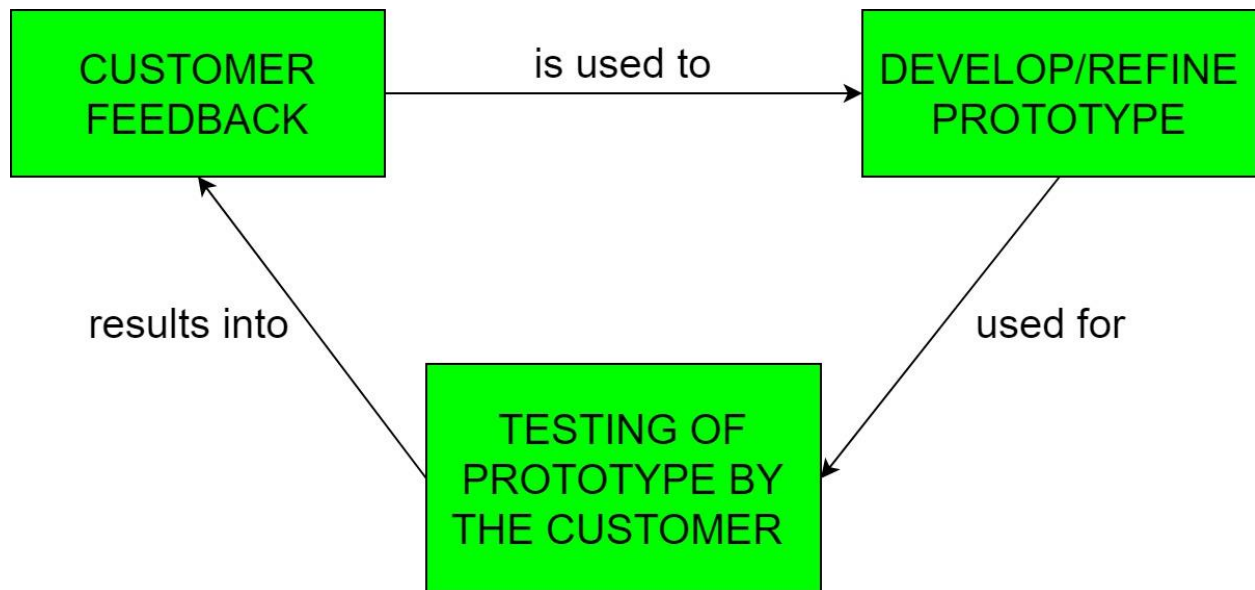 CUSTOMER
FEEDBACK
is used to
DEVELOP/REFINE
PROTOTYPE
results into
used for
TESTING OF
PROTOTYPE BY
THE CUSTOMER